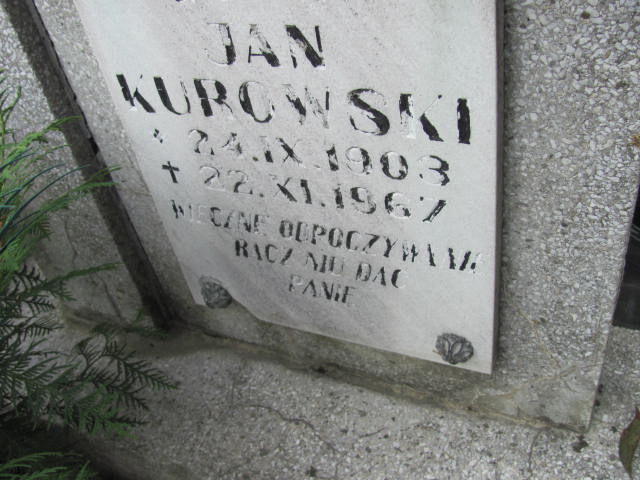 JAN
KUROWSKI
* 24.IX.1903
✝ 22.XI.1967
WIECZNE ODPOCZYWANIE
RACZ MU DAĆ
PANIE